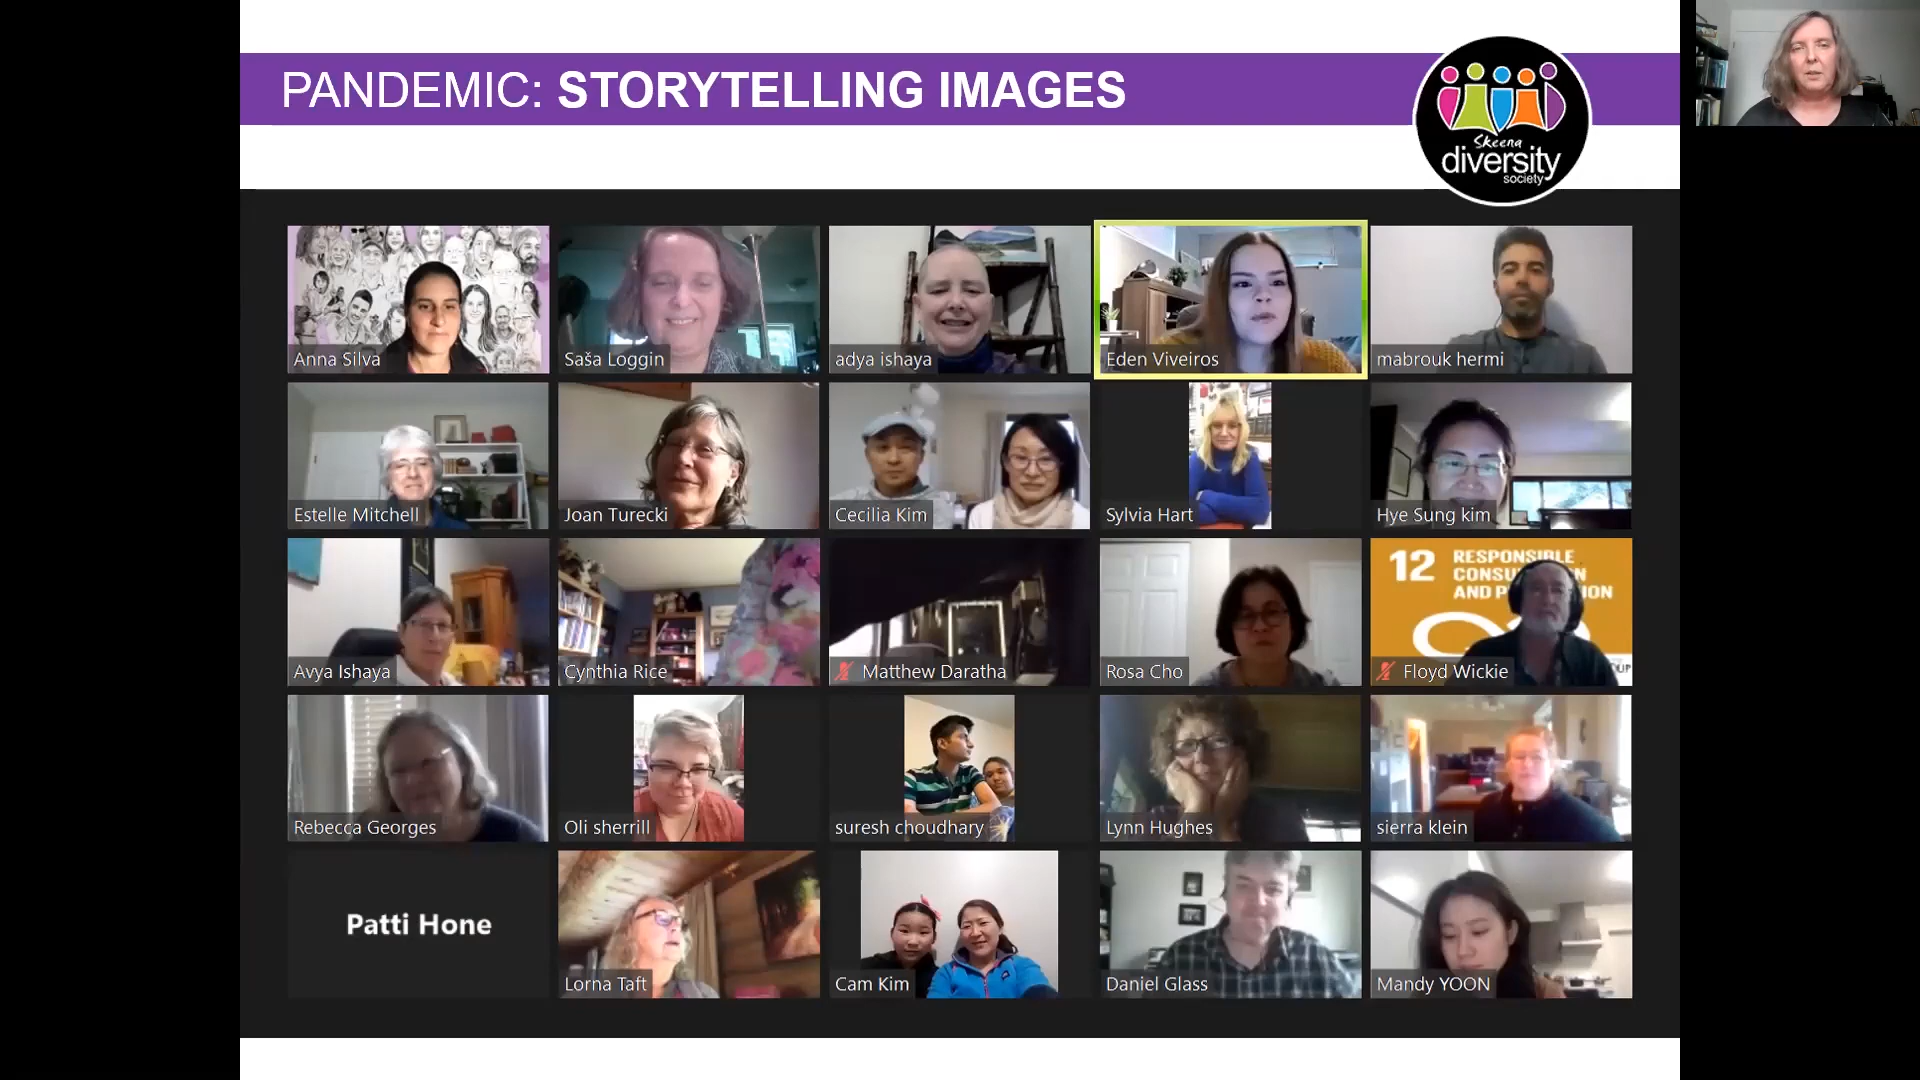 PANDEMIC: STORYTELLING IMAGES
Skeena
diversity
society
Anna Silva
Saša Loggin
adya ishaya
Eden Viveiros
mabrouk hermi
Estelle Mitchell
Joan Turecki
Cecilia Kim
Sylvia Hart
Hye Sung kim
12 RESPONSIBLE
CONSU N
AND P ION
Avya Ishaya
Cynthia Rice
Matthew Daratha
Rosa Cho
Floyd Wickie
Rebecca Georges
Oli sherrill
suresh choudhary
Lynn Hughes
sierra klein
Patti Hone
Lorna Taft
Cam Kim
Daniel Glass
Mandy YOON